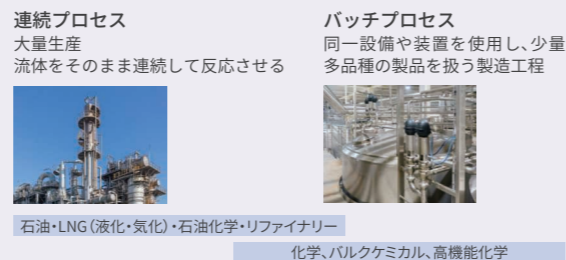 連続プロセス
大量生産
流体をそのまま連続して反応させる
バッチプロセス
同一設備や装置を使用し、少量
多品種の製品を扱う製造工程
石油・LNG（液化・気化）・石油化学・リファイナリー
化学、バルクケミカル、高機能化学